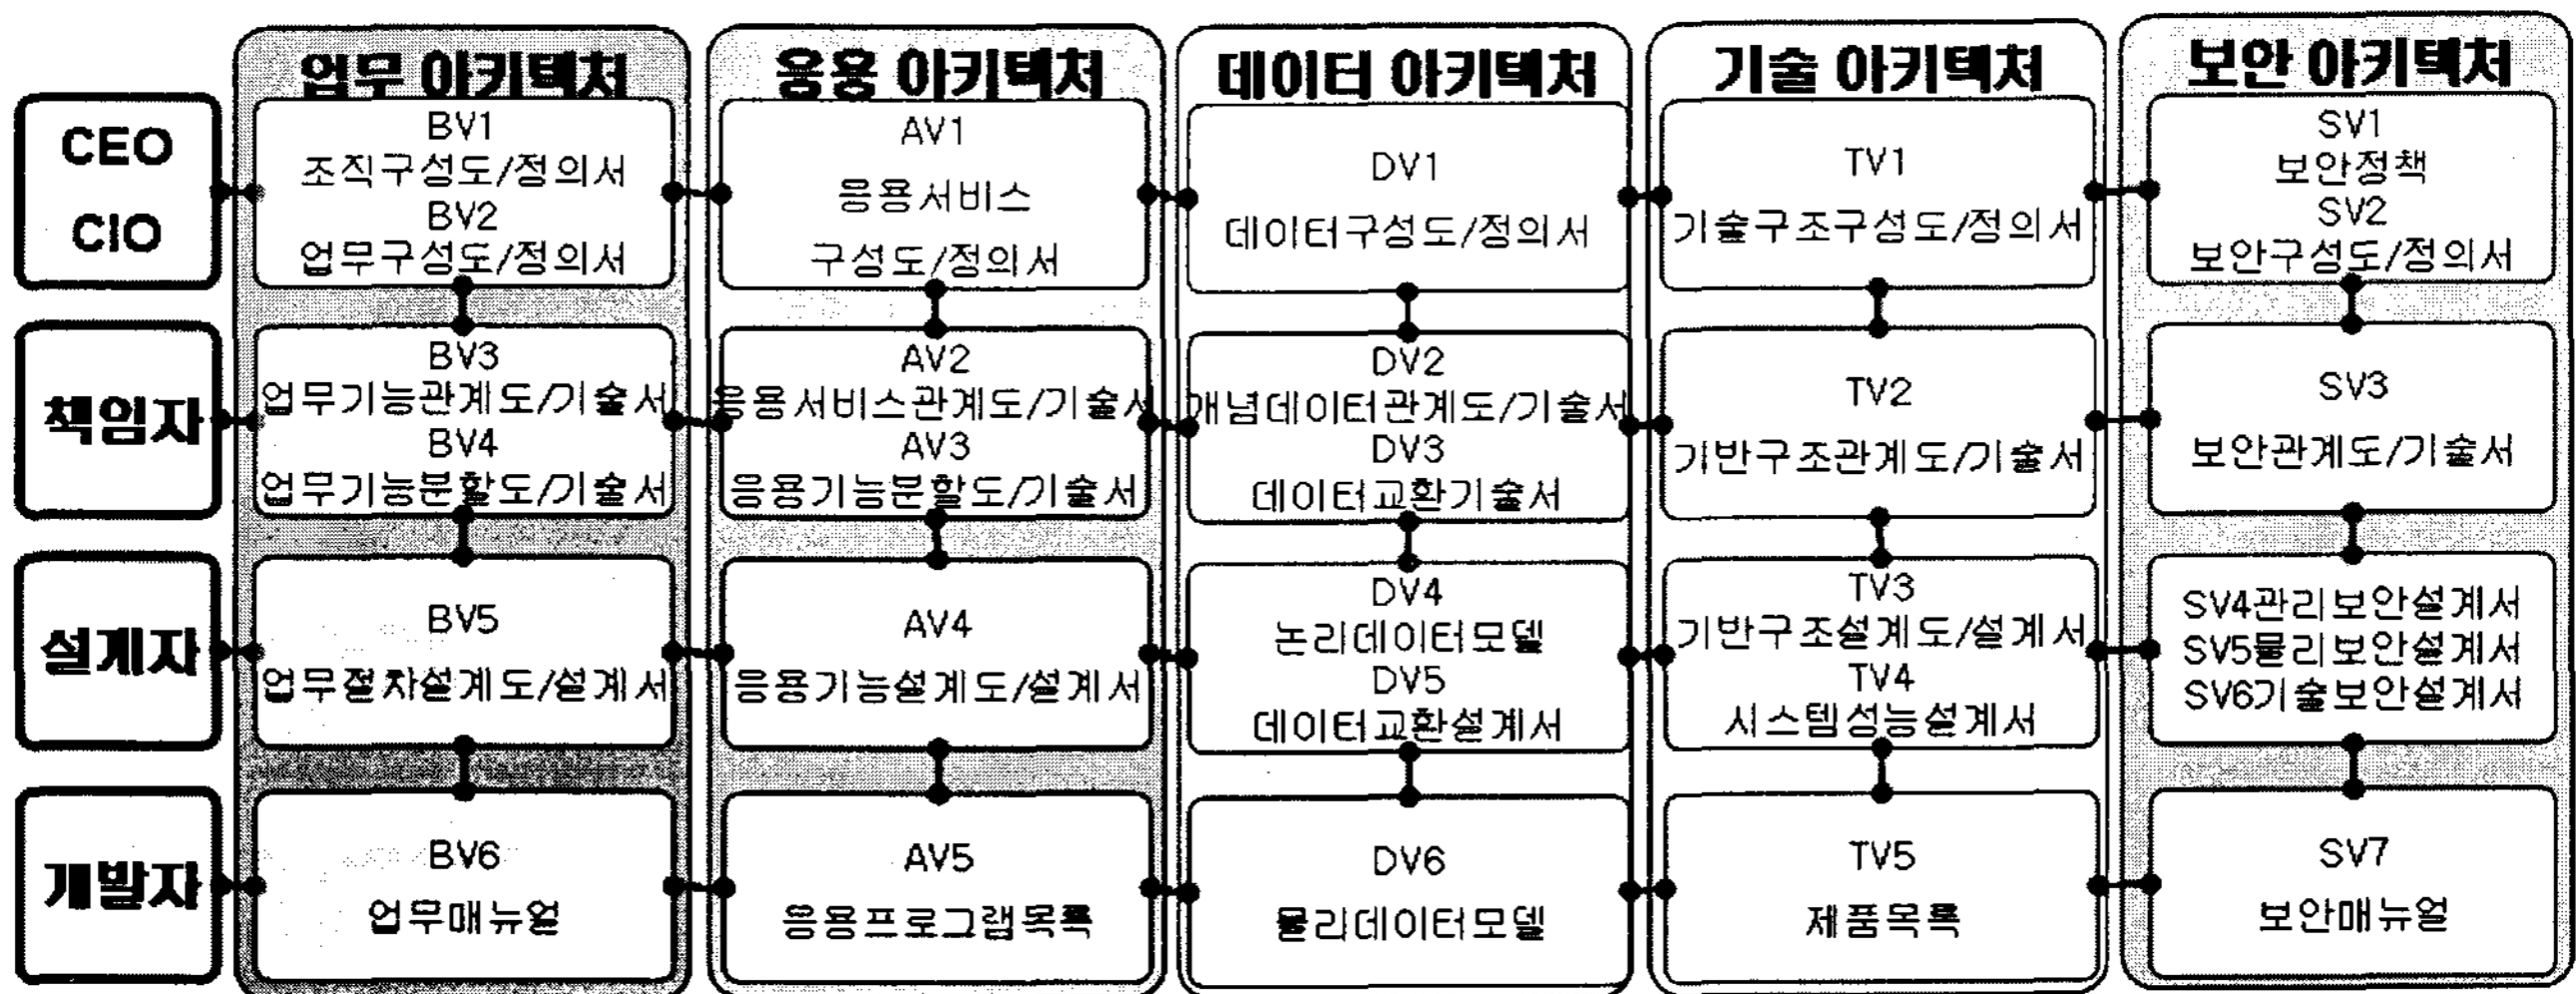 업무 아키텍처
응용 아키텍처
데이터 아키텍처
기술 아키텍처
보안 아키텍처
CEO
CIO
BV1
조직구성도/정의서
BV2
업무구성도/정의서
AV1
응용서비스
구성도/정의서
DV1
데이터구성도/정의서
TV1
기술구조구성도/정의서
SV1
보안정책
SV2
보안구성도/정의서
책임자
BV3
업무기능관계도/기술서
BV4
업무기능분할도/기술서
AV2
응용서비스관계도/기술서
AV3
응용기능분할도/기술서
DV2
개념데이터관계도/기술서
DV3
데이터교환기술서
TV2
기반구조관계도/기술서
SV3
보안관계도/기술서
설계자
BV5
업무절차설계도/설계서
AV4
응용기능설계도/설계서
DV4
논리데이터모델
DV5
데이터교환설계서
TV3
기반구조설계도/설계서
TV4
시스템성능설계서
SV4관리보안설계서
SV5물리보안설계서
SV6기술보안설계서
개발자
BV6
업무매뉴얼
AV5
응용프로그램목록
DV6
물리데이터모델
TV5
제품목록
SV7
보안매뉴얼